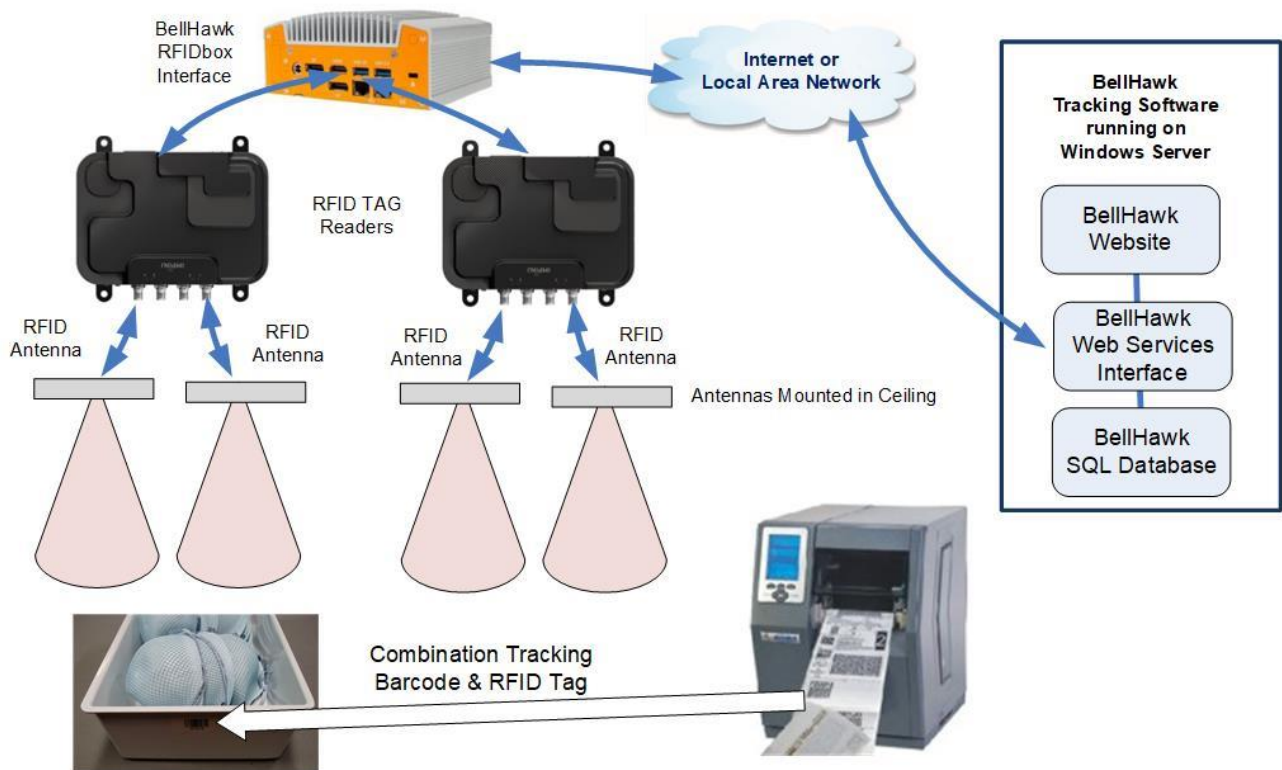 BellHawk
RFIDbox
Interface
Internet or
Local Area Network
BellHawk
Tracking Software
running on
Windows Server
BellHawk
Website
BellHawk
Web Services
Interface
BellHawk
SQL Database
RFID TAG
Readers
RFID
Antenna
RFID
Antenna
RFID
Antenna
RFID
Antenna
Antennas Mounted in Ceiling
Combination Tracking
Barcode & RFID Tag